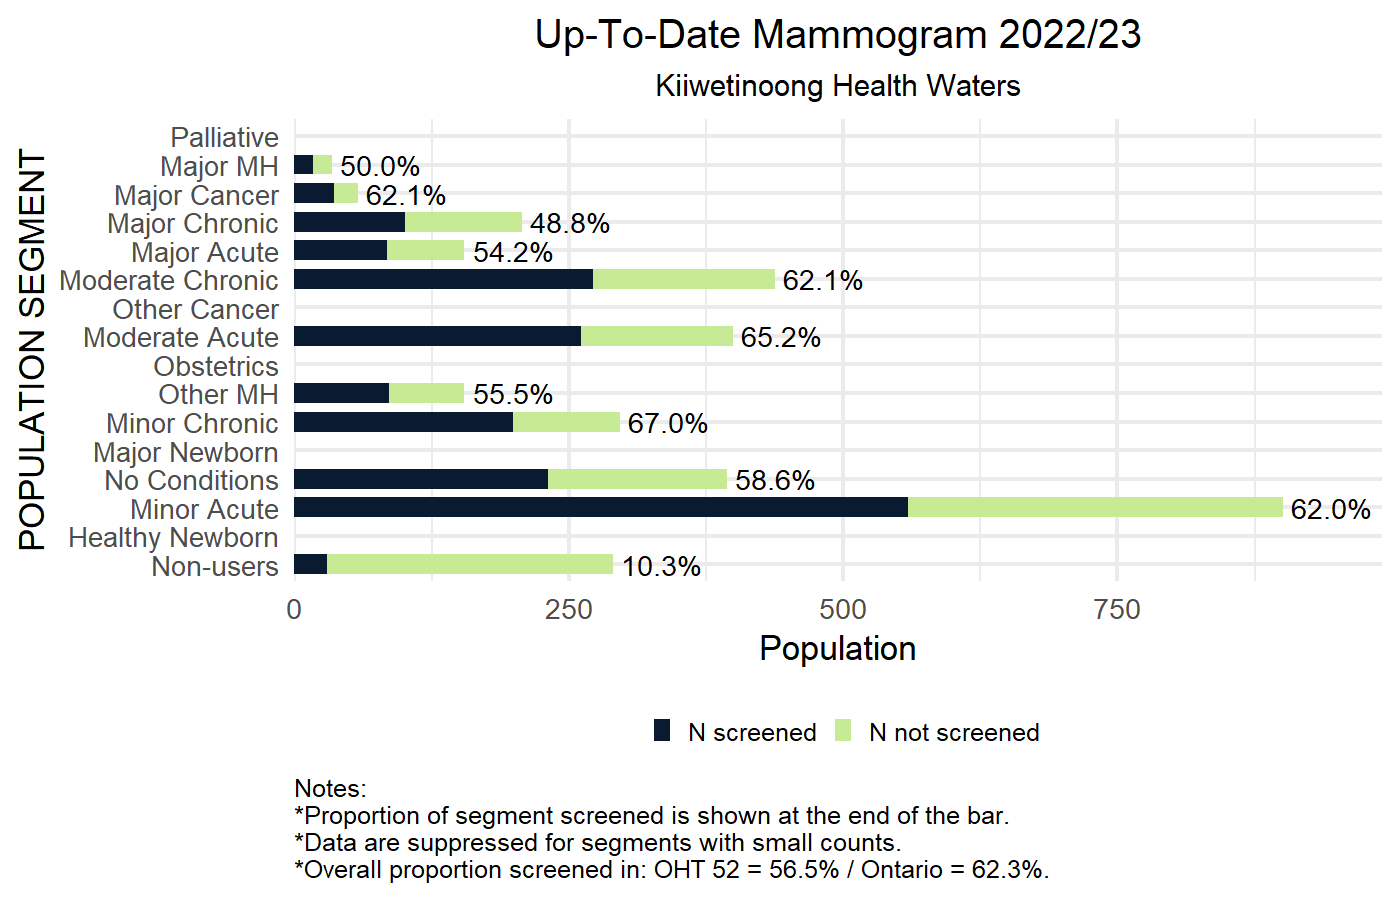 Up-To-Date Mammogram 2022/23
Kiiwetinoong Health Waters
POPULATION SEGMENT
Palliative
Major MH 50.0%
Major Cancer 62.1%
Major Chronic 48.8%
Major Acute 54.2%
Moderate Chronic 62.1%
Other Cancer
Moderate Acute 65.2%
Obstetrics
Other MH 55.5%
Minor Chronic 67.0%
Major Newborn
No Conditions 58.6%
Minor Acute 62.0%
Healthy Newborn
Non-users 10.3%
0 250 500 750
Population
N screened N not screened
Notes:
*Proportion of segment screened is shown at the end of the bar.
*Data are suppressed for segments with small counts.
*Overall proportion screened in: OHT 52 = 56.5% / Ontario = 62.3%.